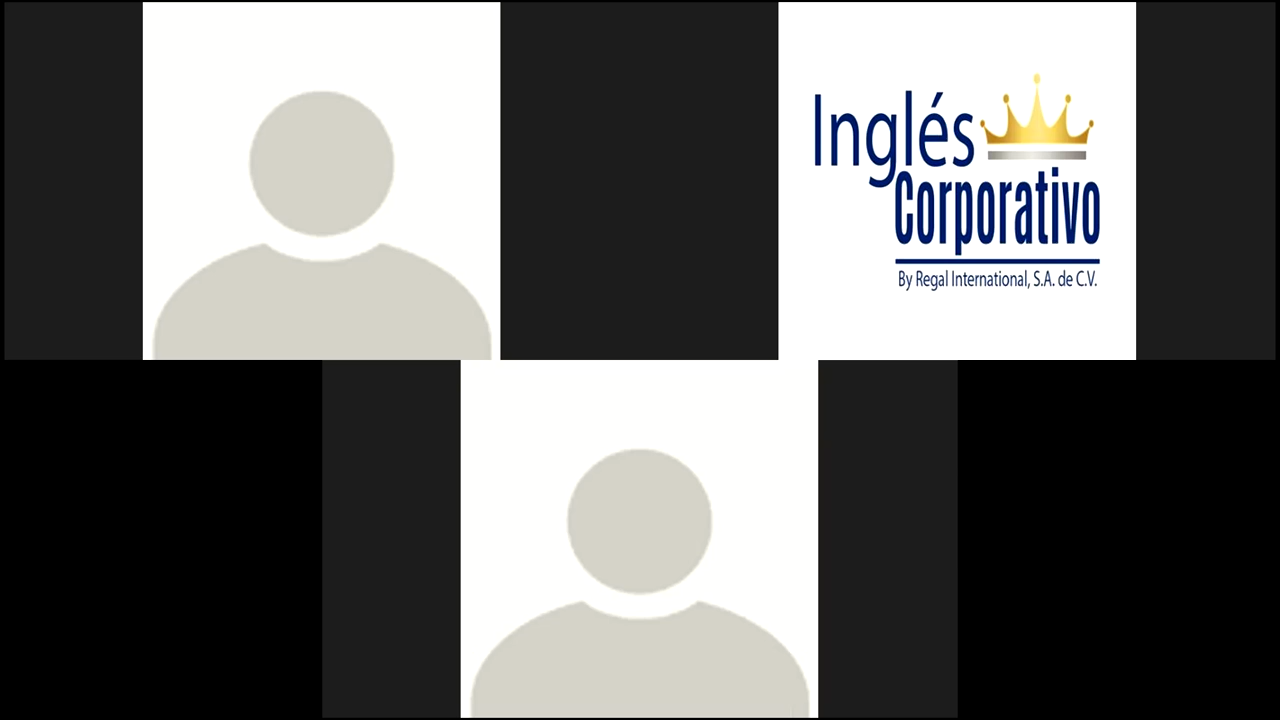 Inglés
Corporativo
By Regal International, S.A. de C.V.